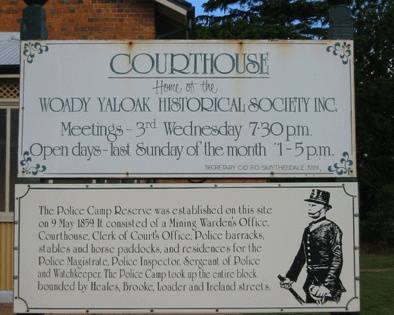 COURTHOUSE
Home of the
WOADY YALOAK HISTORICAL SOCIETY INC.
Meetings - 3rd Wednesday 7·30 p.m.
Open days - last Sunday of the month 1 - 5 p.m.
SECRETARY C/O P.O. SMYTHESDALE
The Police Camp Reserve was established on this site
on 9 May 1859. It consisted of a Mining Warden's Office,
Courthouse, Clerk of Court's Office, Police barracks,
stables and horse paddocks, and residences for the
Police Magistrate, Police Inspector, Sergeant of Police
and Watchkeeper. The Police Camp took up the entire block
bounded by Heales, Brooke, Loader and Ireland streets.